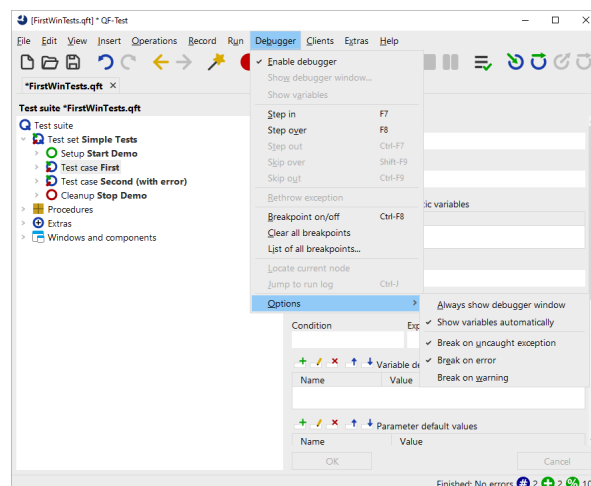 [FirstWinTests.qft] * QF-Test
File Edit View Insert Operations Record Run Debugger Clients Extras Help
*FirstWinTests.qft ×
Test suite *FirstWinTests.qft
Test suite
Test set Simple Tests
Setup Start Demo
Test case First
Test case Second (with error)
Cleanup Stop Demo
Procedures
Extras
Windows and components
Enable debugger
Show debugger window...
Show variables
Step in F7
Step over F8
Step out Ctrl-F7
Skip over Shift-F9
Skip out Ctrl-F9
Rethrow exception
Breakpoint on/off Ctrl-F8
Clear all breakpoints
List of all breakpoints...
Locate current node
Jump to run log Ctrl-J
Options
Always show debugger window
Show variables automatically
Break on uncaught exception
Break on error
Break on warning
tic variables
Condition Exp
Variable de
Name Value
Parameter default values
Name Value
OK Cancel
Finished: No errors # 2 2 % 10